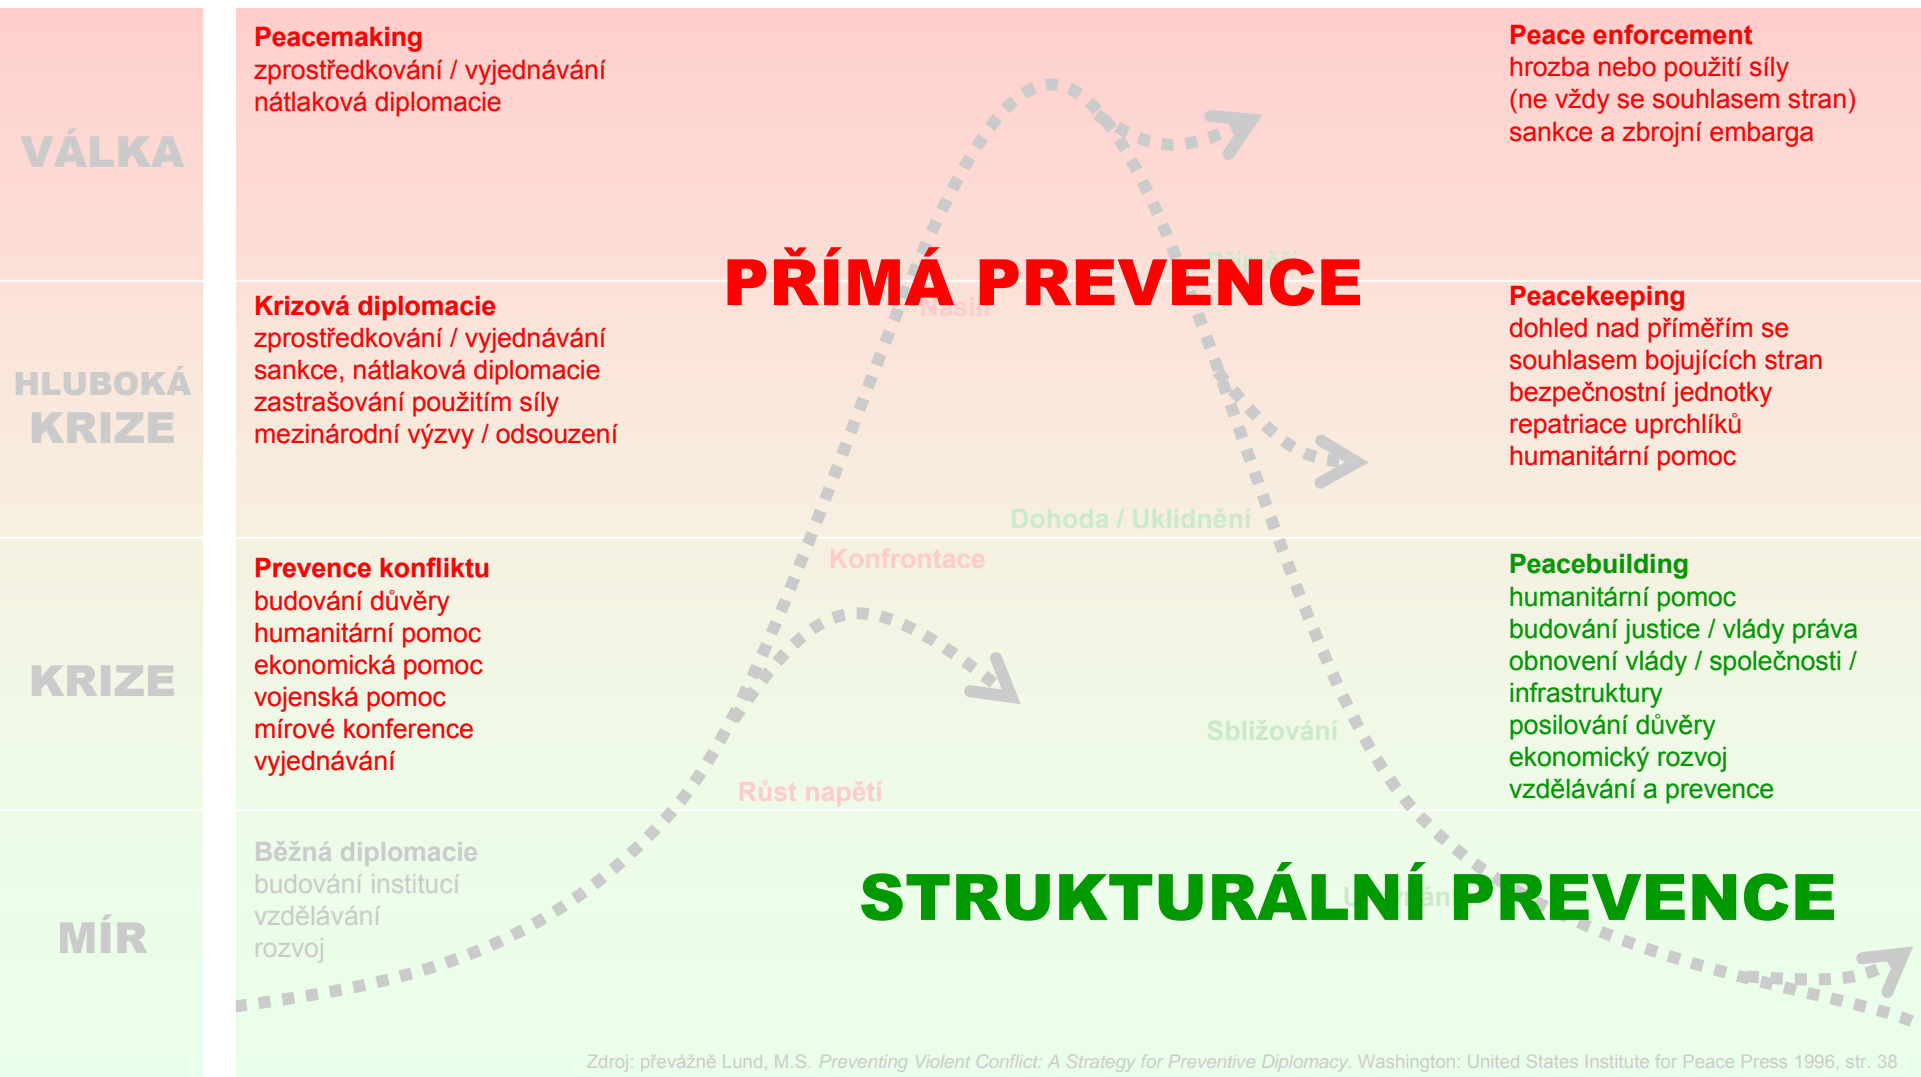 VÁLKA
Peacemaking
zprostředkování / vyjednávání
nátlaková diplomacie
Peace enforcement
hrozba nebo použití síly
(ne vždy se souhlasem stran)
sankce a zbrojní embarga
PŘÍMÁ PREVENCE
Násilí
HLUBOKÁ
KRIZE
Krizová diplomacie
zprostředkování / vyjednávání
sankce, nátlaková diplomacie
zastrašování použitím síly
mezinárodní výzvy / odsouzení
Peacekeeping
dohled nad příměřím se
souhlasem bojujících stran
bezpečnostní jednotky
repatriace uprchlíků
humanitární pomoc
Dohoda / Uklidnění
Konfrontace
KRIZE
Prevence konfliktu
budování důvěry
humanitární pomoc
ekonomická pomoc
vojenská pomoc
mírové konference
vyjednávání
Peacebuilding
humanitární pomoc
budování justice / vlády práva
obnovení vlády / společnosti /
infrastruktury
posilování důvěry
ekonomický rozvoj
vzdělávání a prevence
Sbližování
Růst napětí
MÍR
Běžná diplomacie
budování institucí
vzdělávání
rozvoj
STRUKTURÁLNÍ PREVENCE
Zdroj: převážně Lund, M.S. Preventing Violent Conflict: A Strategy for Preventive Diplomacy. Washington: United States Institute for Peace Press 1996, str. 38